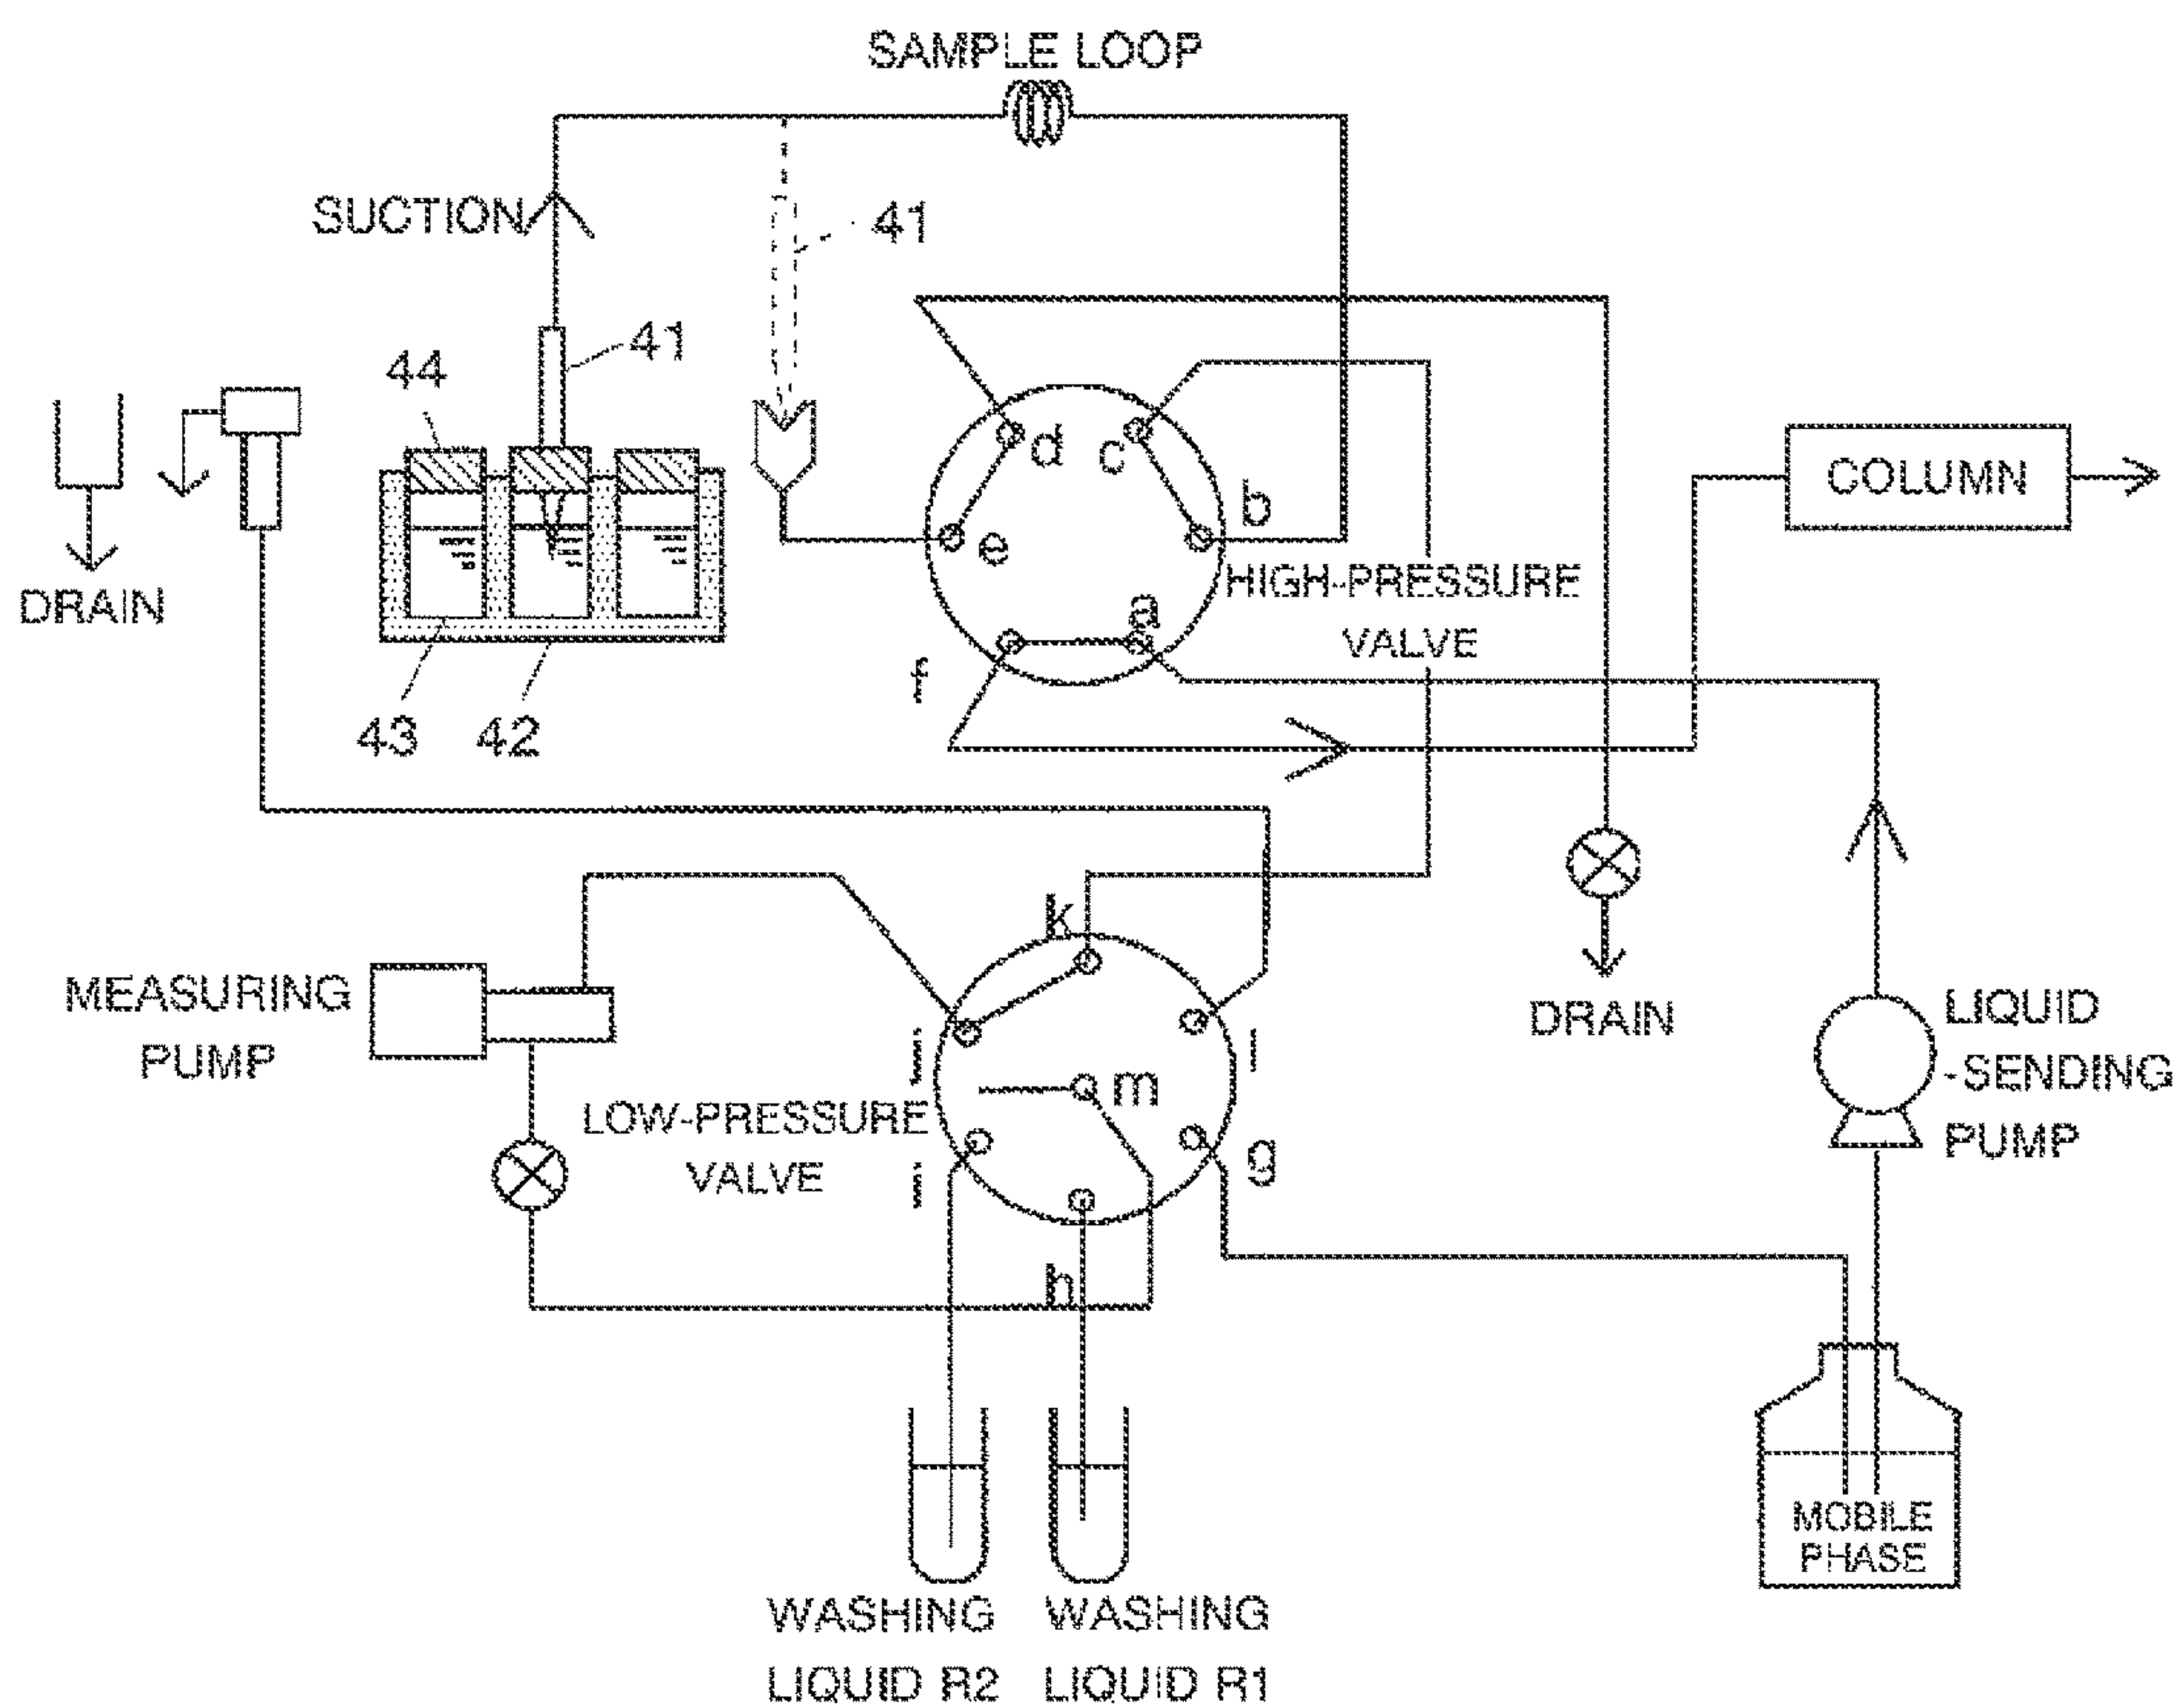 SAMPLE LOOP
SUCTION
41
41
44
DRAIN
43
42
d
c
b
e
a
f
HIGH-PRESSURE
VALVE
COLUMN
k
j
l
m
i
g
h
MEASURING
PUMP
LOW-PRESSURE
VALVE
DRAIN
LIQUID
-SENDING
PUMP
MOBILE
PHASE
WASHING
LIQUID R2
WASHING
LIQUID R1